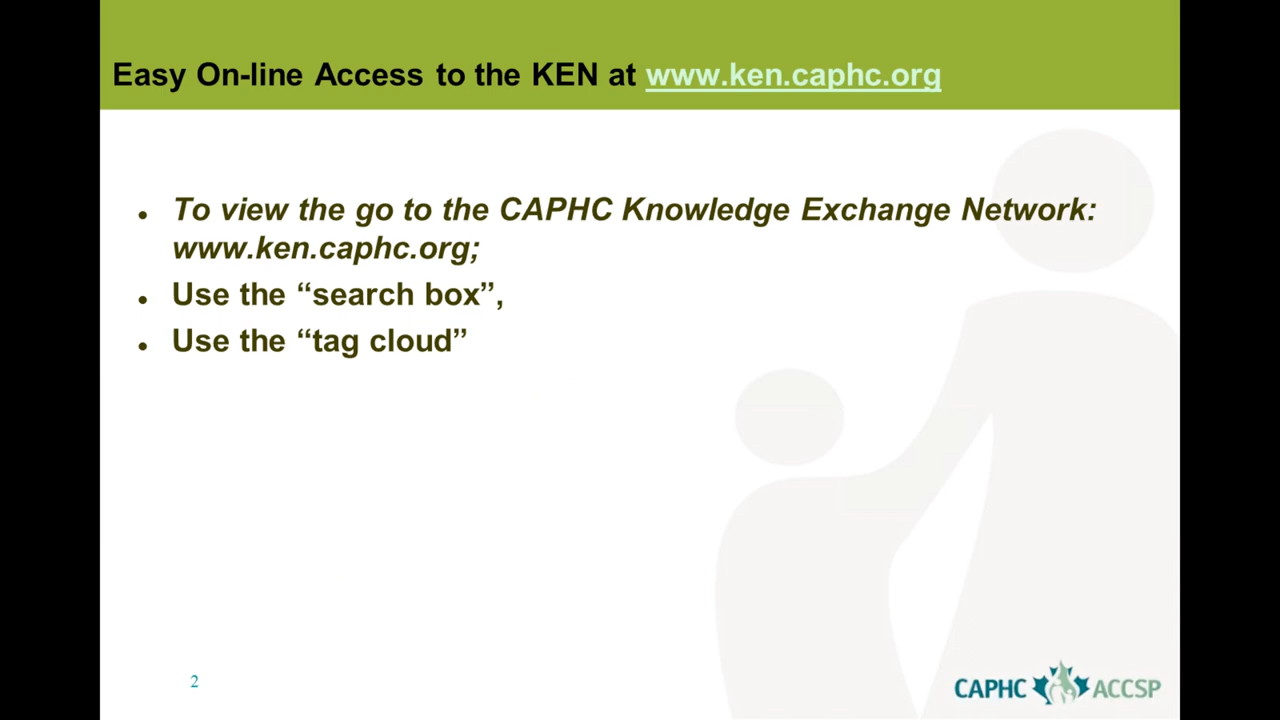 Easy On-line Access to the KEN at www.ken.caphc.org
To view the go to the CAPHC Knowledge Exchange Network:
www.ken.caphc.org;
Use the “search box”,
Use the “tag cloud”
2
CAPHC ACCSP